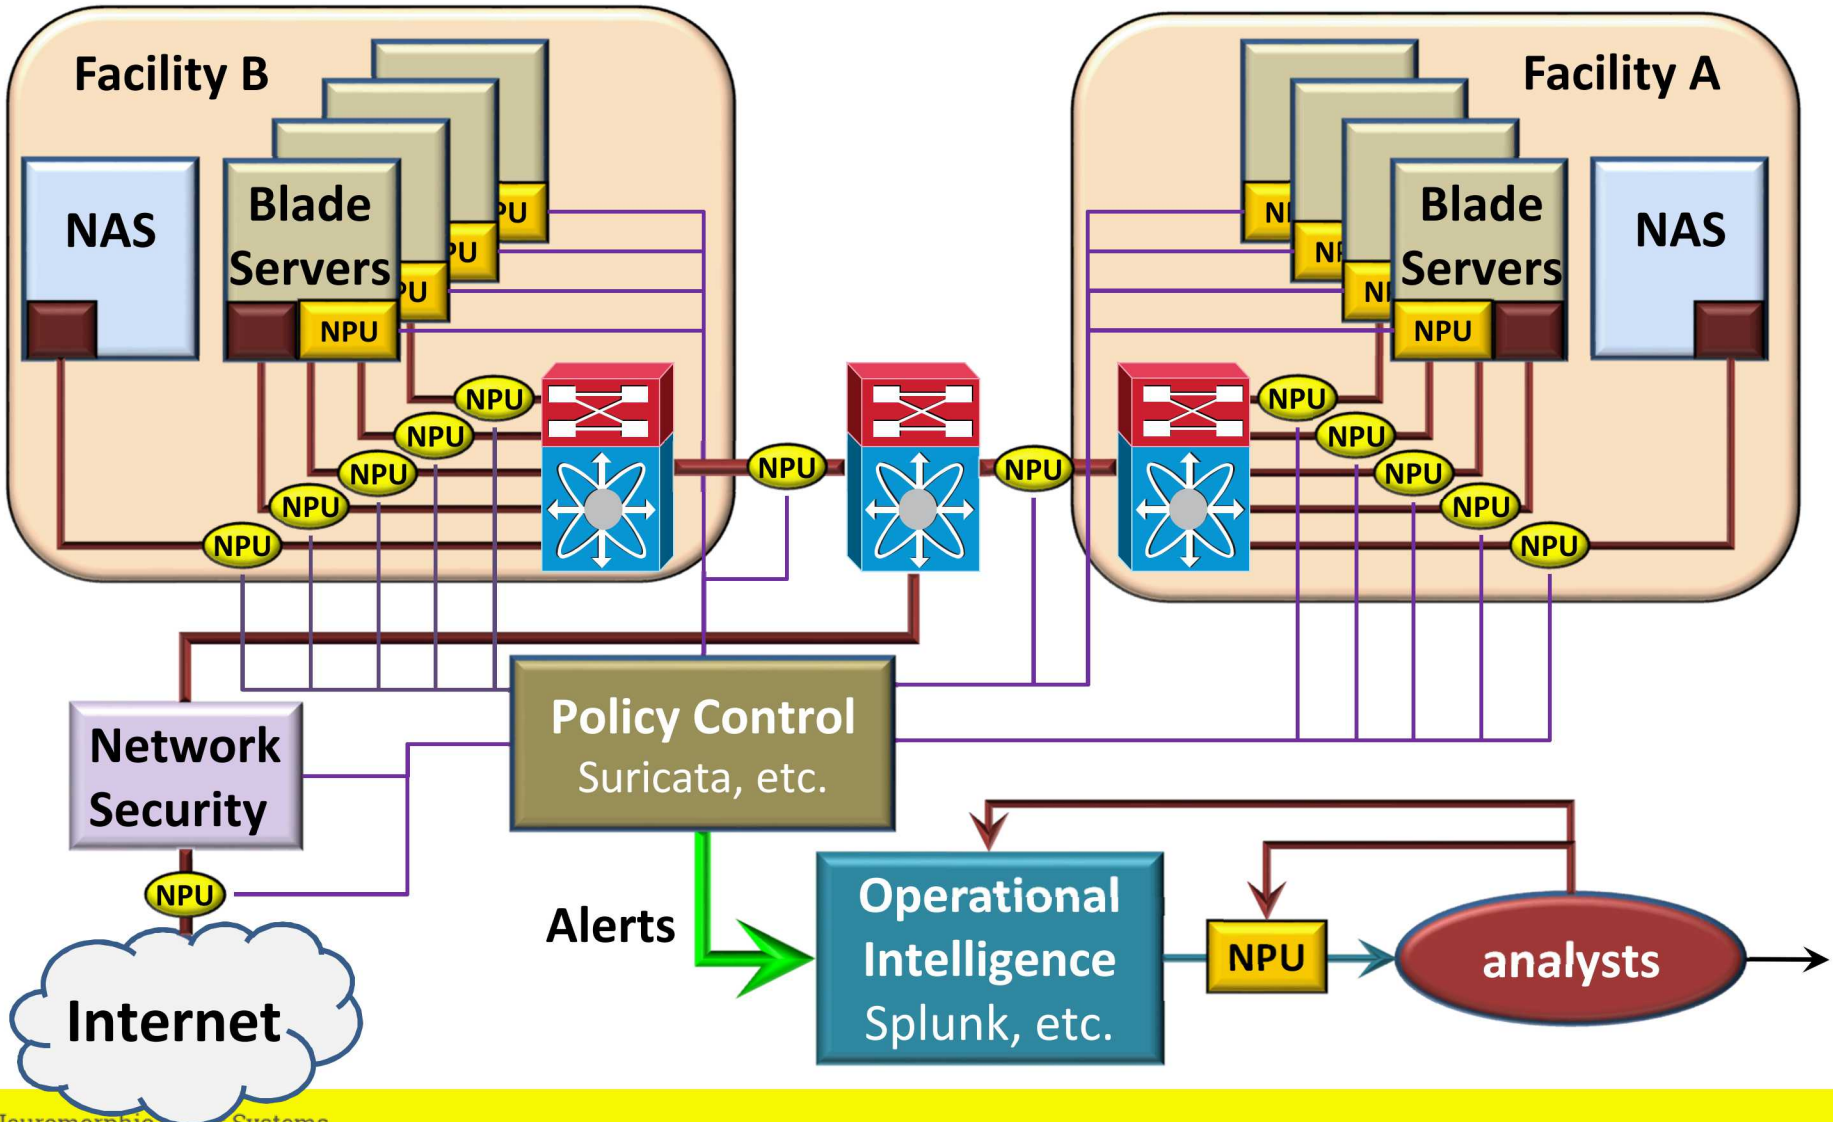 Facility B
Facility A
NAS
Blade
Servers
PU
PU
PU
NPU
Blade
Servers
NAS
NPU
NPU
NPU
NPU
NPU
NPU
NPU
NPU
NPU
NPU
NPU
NPU
NPU
Network
Security
Policy Control
Suricata, etc.
NPU
Alerts
Operational
Intelligence
Splunk, etc.
NPU
analysts
Internet
Systems